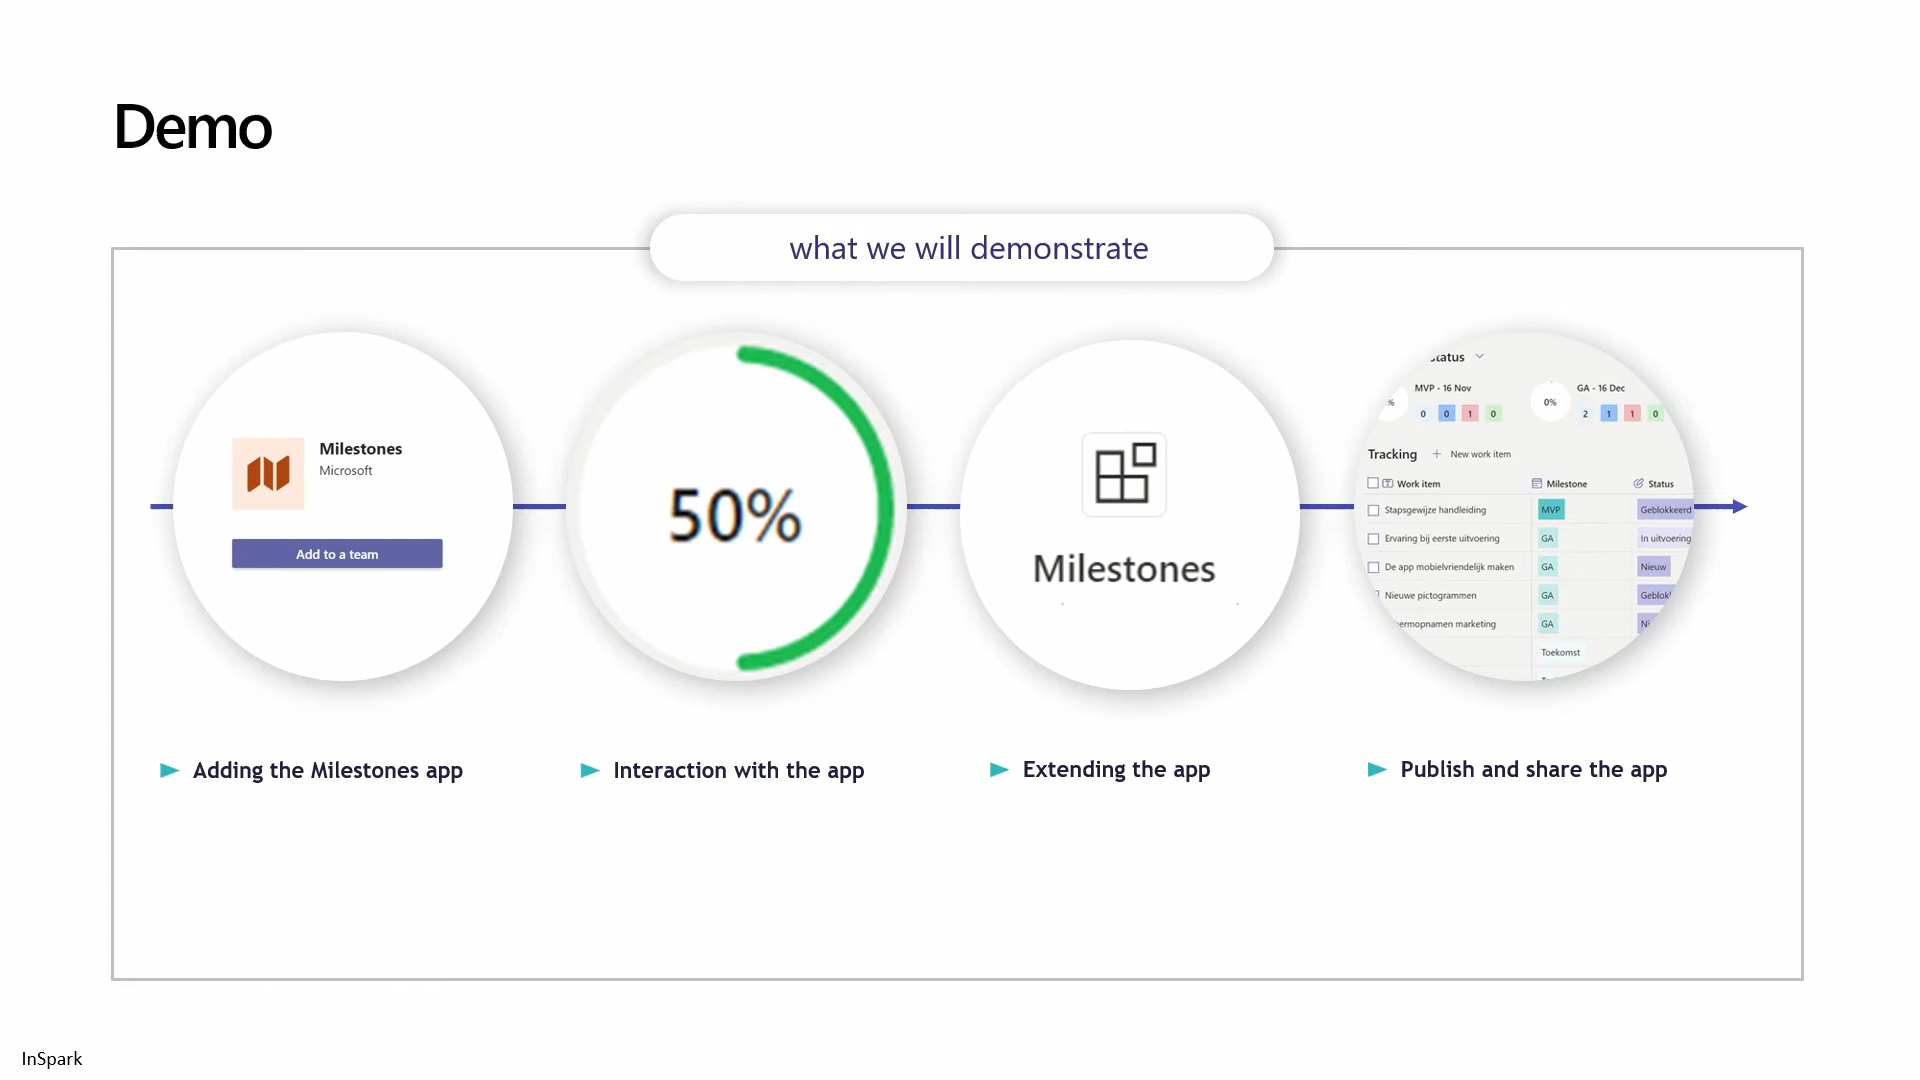 Demo
what we will demonstrate
Milestones
Microsoft
Add to a team
50%
Milestones
MVP - 16 Nov
GA - 16 Dec
%
0 0 1 0
0%
2 1 1 0
Tracking + New work item
Work item Milestone Status
Stapsgewijze handleiding MVP Geblokkeerd
Ervaring bij eerste uitvoering GA In uitvoering
De app mobielvriendelijk maken GA Nieuw
Nieuwe pictogrammen GA
marketing GA
Toekomst
Adding the Milestones app
Interaction with the app
Extending the app
Publish and share the app
InSpark